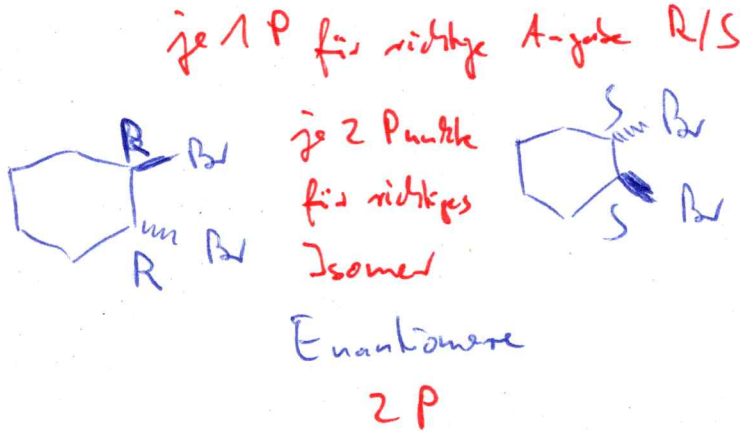 je 1 P für richtige Angabe R/S
R Br
Br
R
je 2 Punkte
für richtiges
Isomer
S Br
Br
S
Enantiomere
2 P